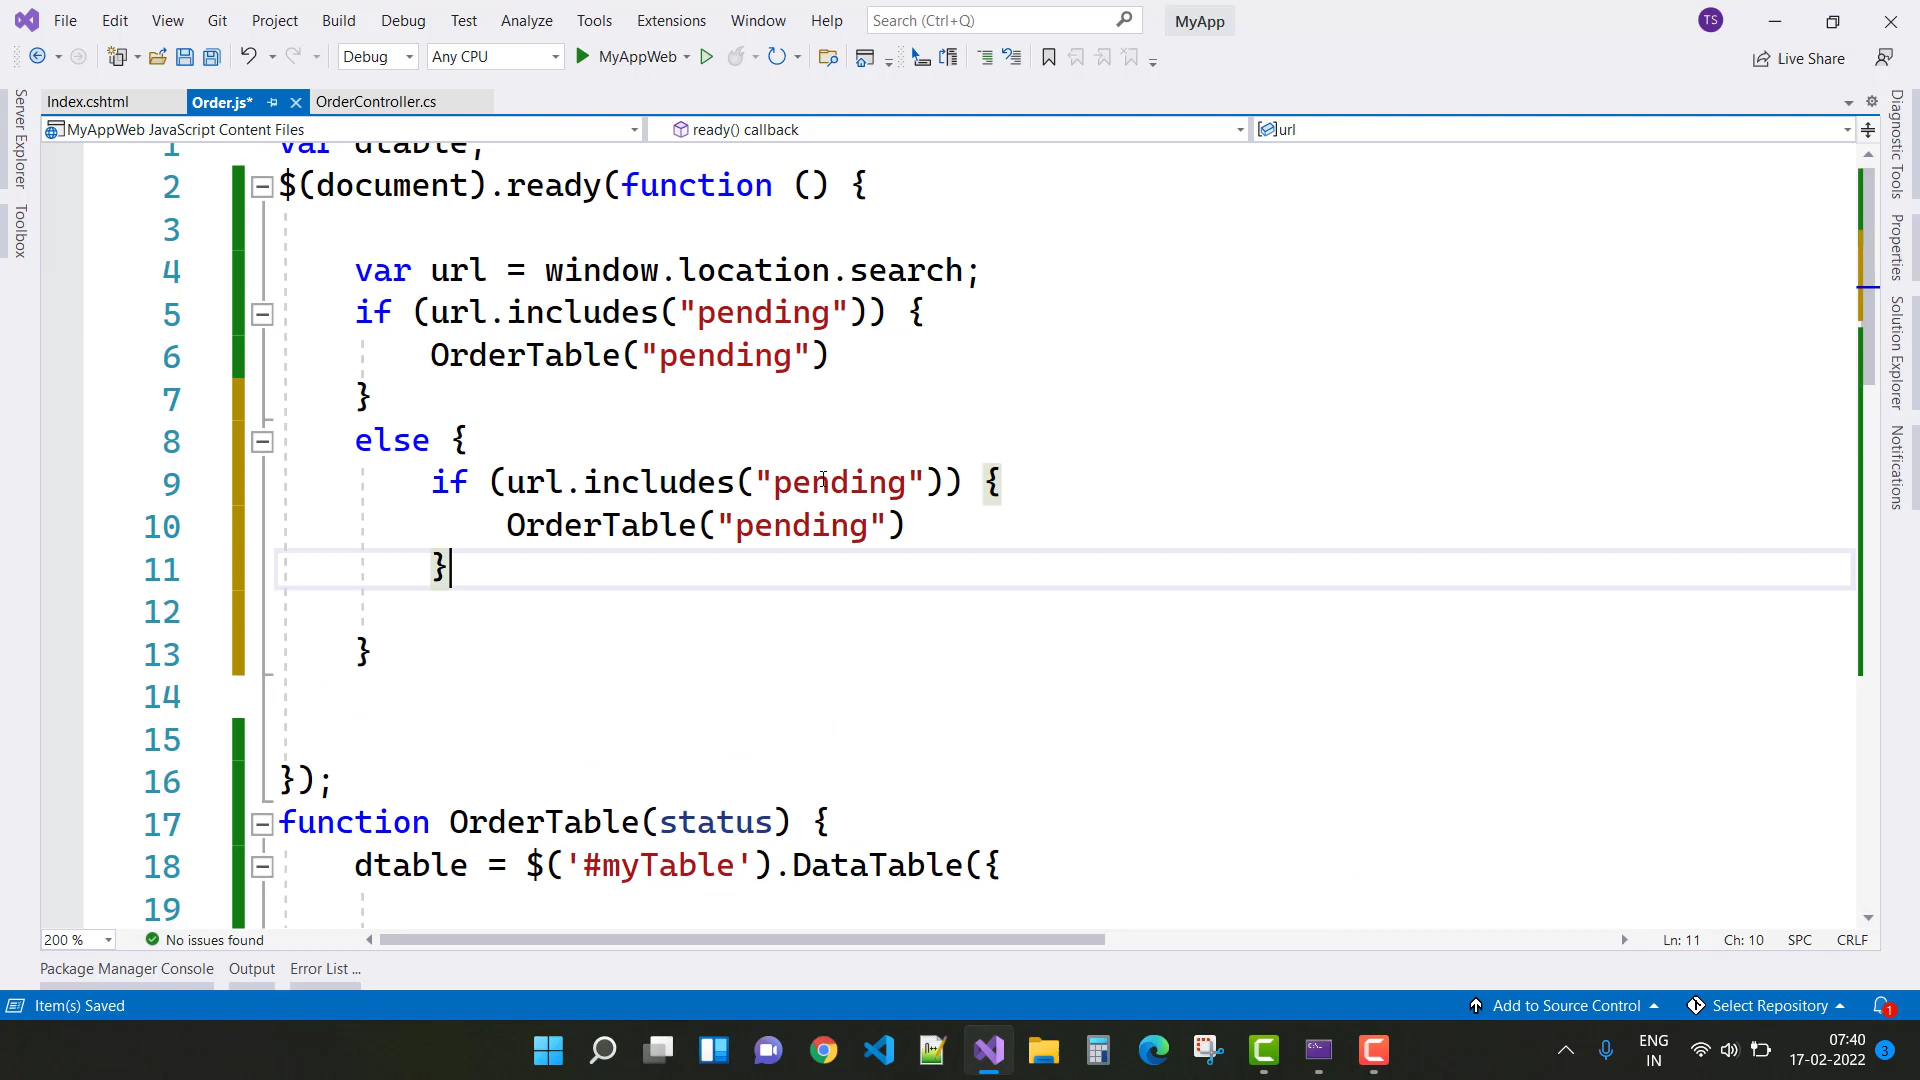 File Edit View Git Project Build Debug Test Analyze Tools Extensions Window Help Search (Ctrl+Q) MyApp TS
Debug Any CPU MyAppWeb Live Share
Server Explorer
Toolbox
Index.cshtml Order.js* OrderController.cs
MyAppWeb JavaScript Content Files ready() callback url
1 var dtable;
2 $(document).ready(function () {
3
4 var url = window.location.search;
5 if (url.includes("pending")) {
6 OrderTable("pending")
7 }
8 else {
9 if (url.includes("pending")) {
10 OrderTable("pending")
11 }
12
13 }
14
15
16 });
17 function OrderTable(status) {
18 dtable = $('#myTable').DataTable({
19
Diagnostic Tools
Properties
Solution Explorer
Notifications
200 % No issues found Ln: 11 Ch: 10 SPC CRLF
Package Manager Console Output Error List ...
Item(s) Saved Add to Source Control Select Repository 1
ENG
IN
07:40
17-02-2022
3